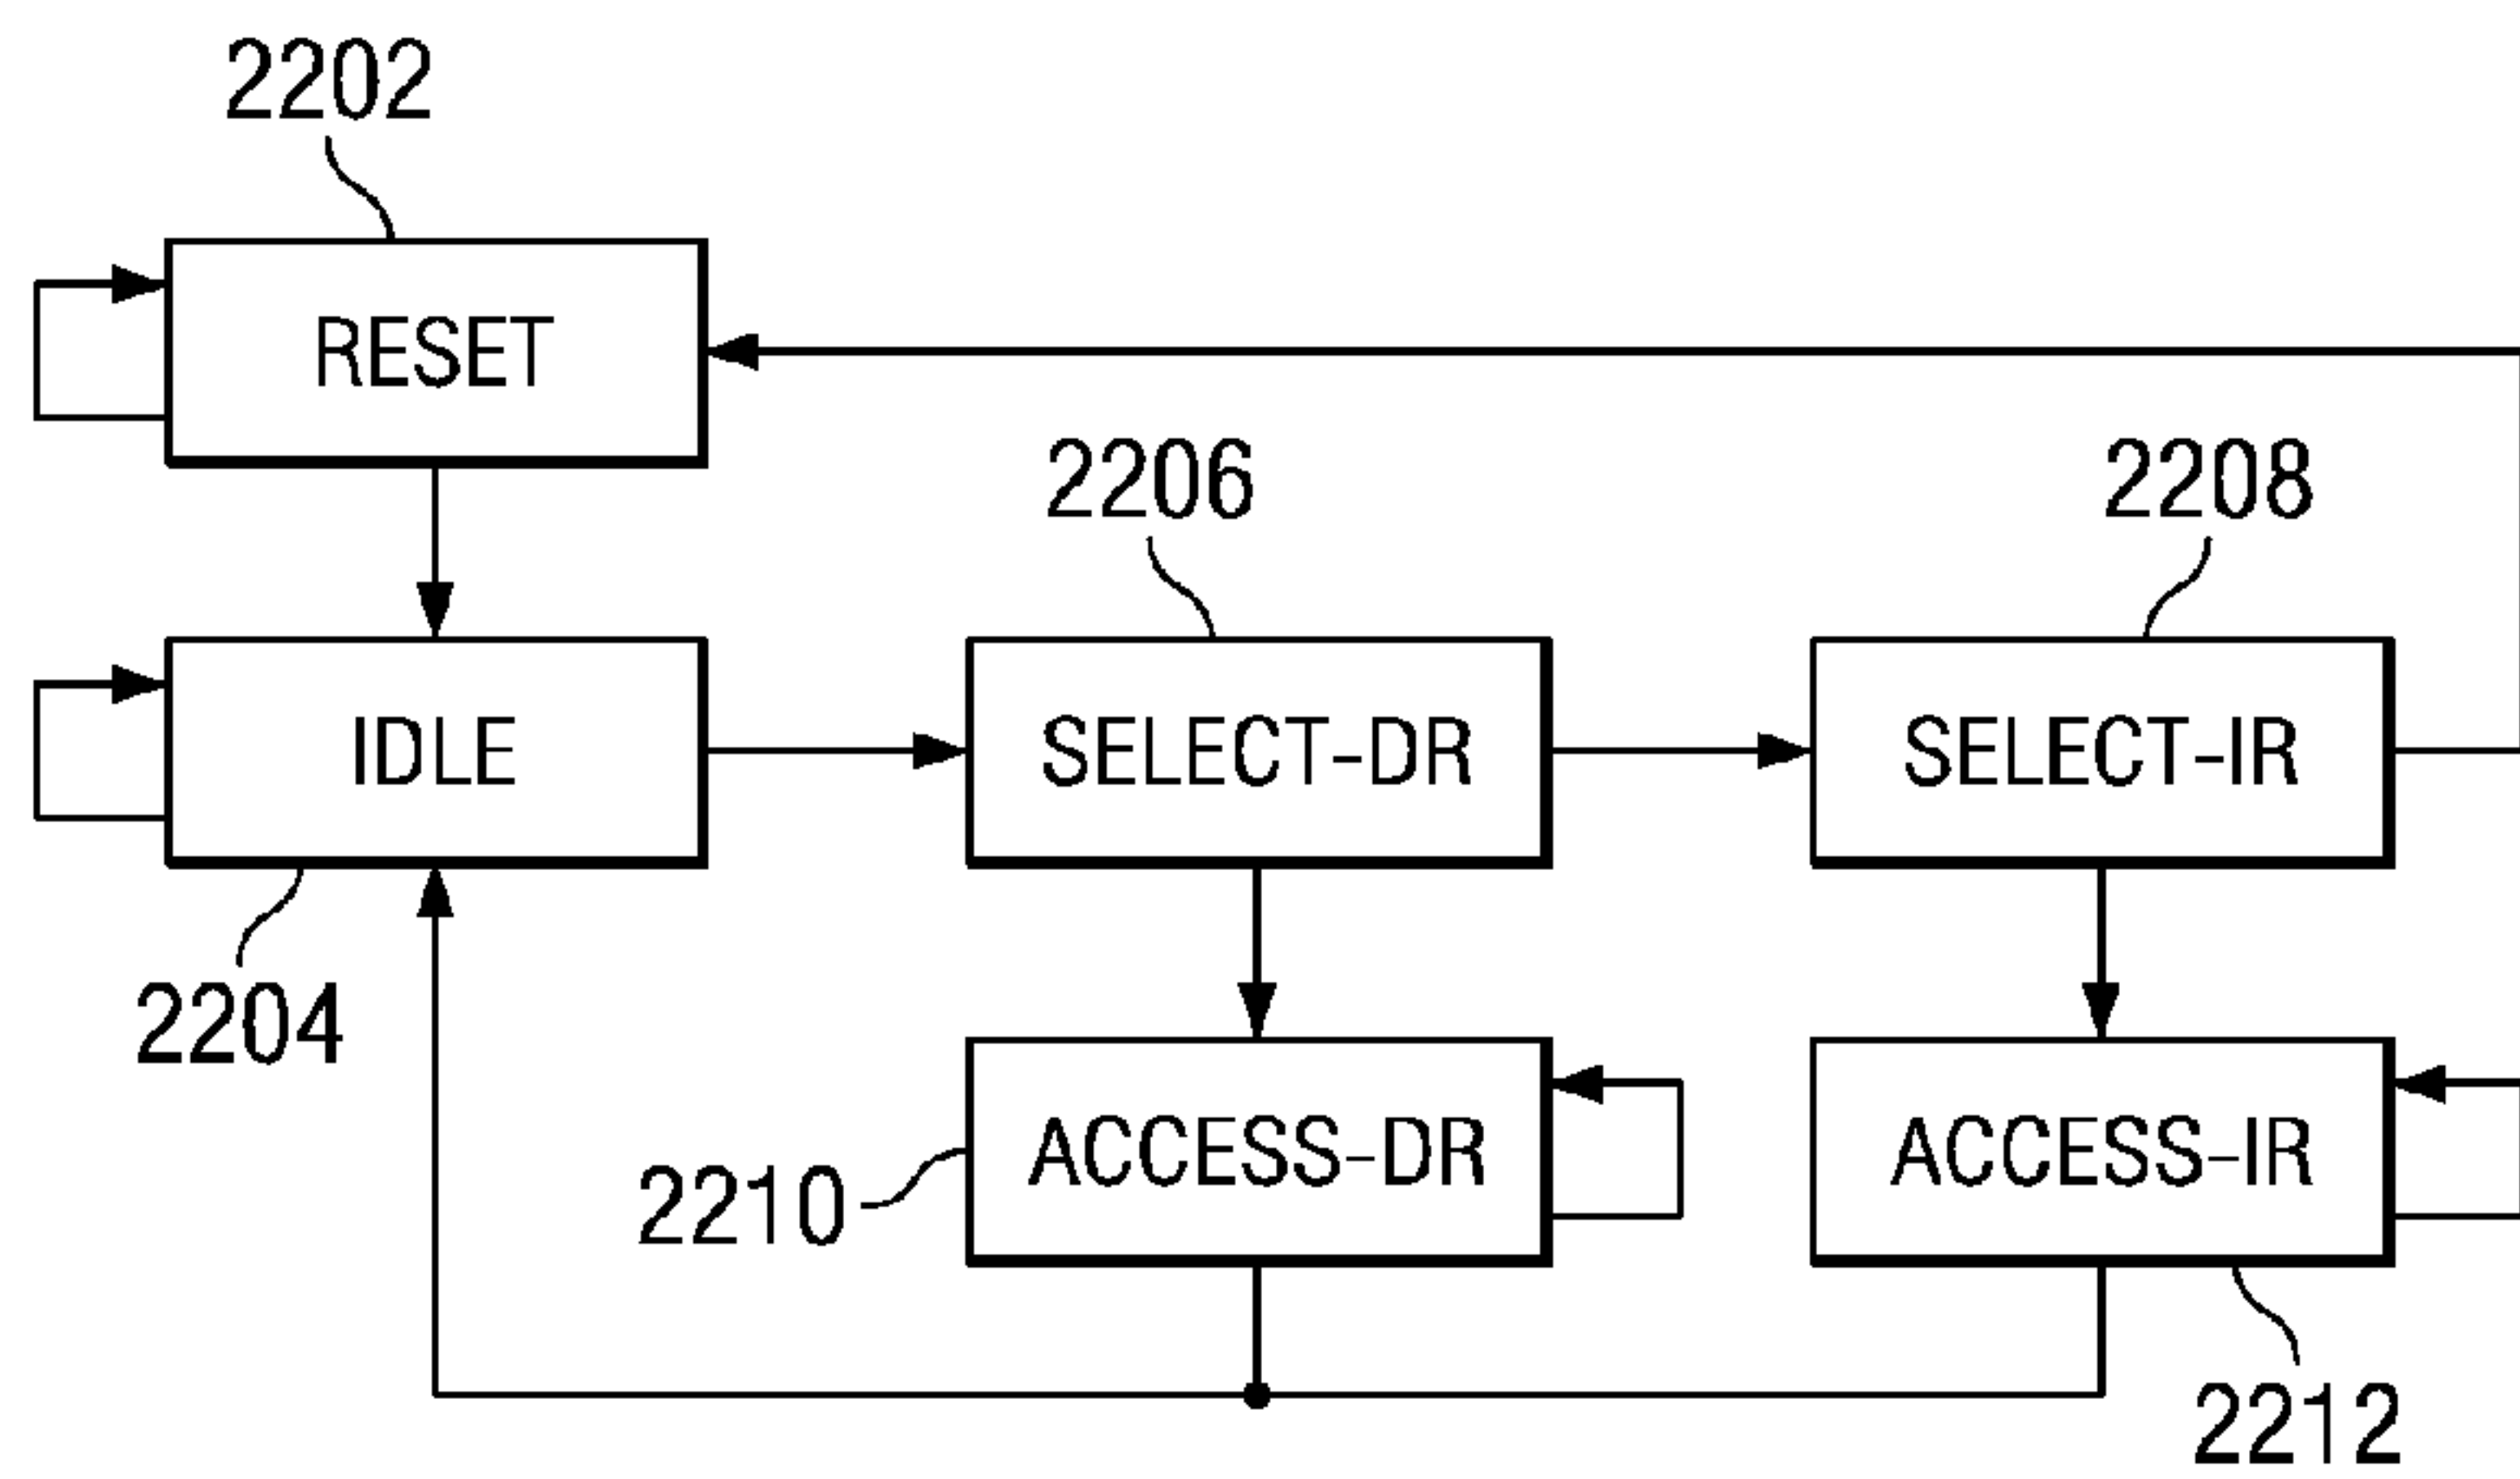 2202
RESET
2206
2208
IDLE
SELECT-DR
SELECT-IR
2204
ACCESS-DR
ACCESS-IR
2210
2212